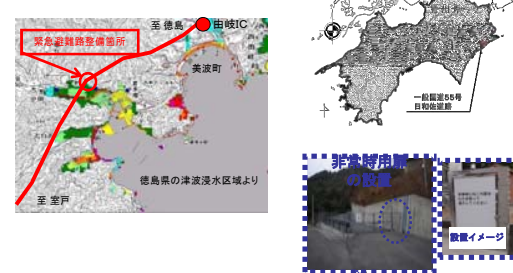 至 徳島
由岐IC
緊急避難路整備箇所
美波町
徳島県の津波浸水区域より
至 室戸
一般国道55号
日和佐道路
非常時用扉
の設置
設置イメージ